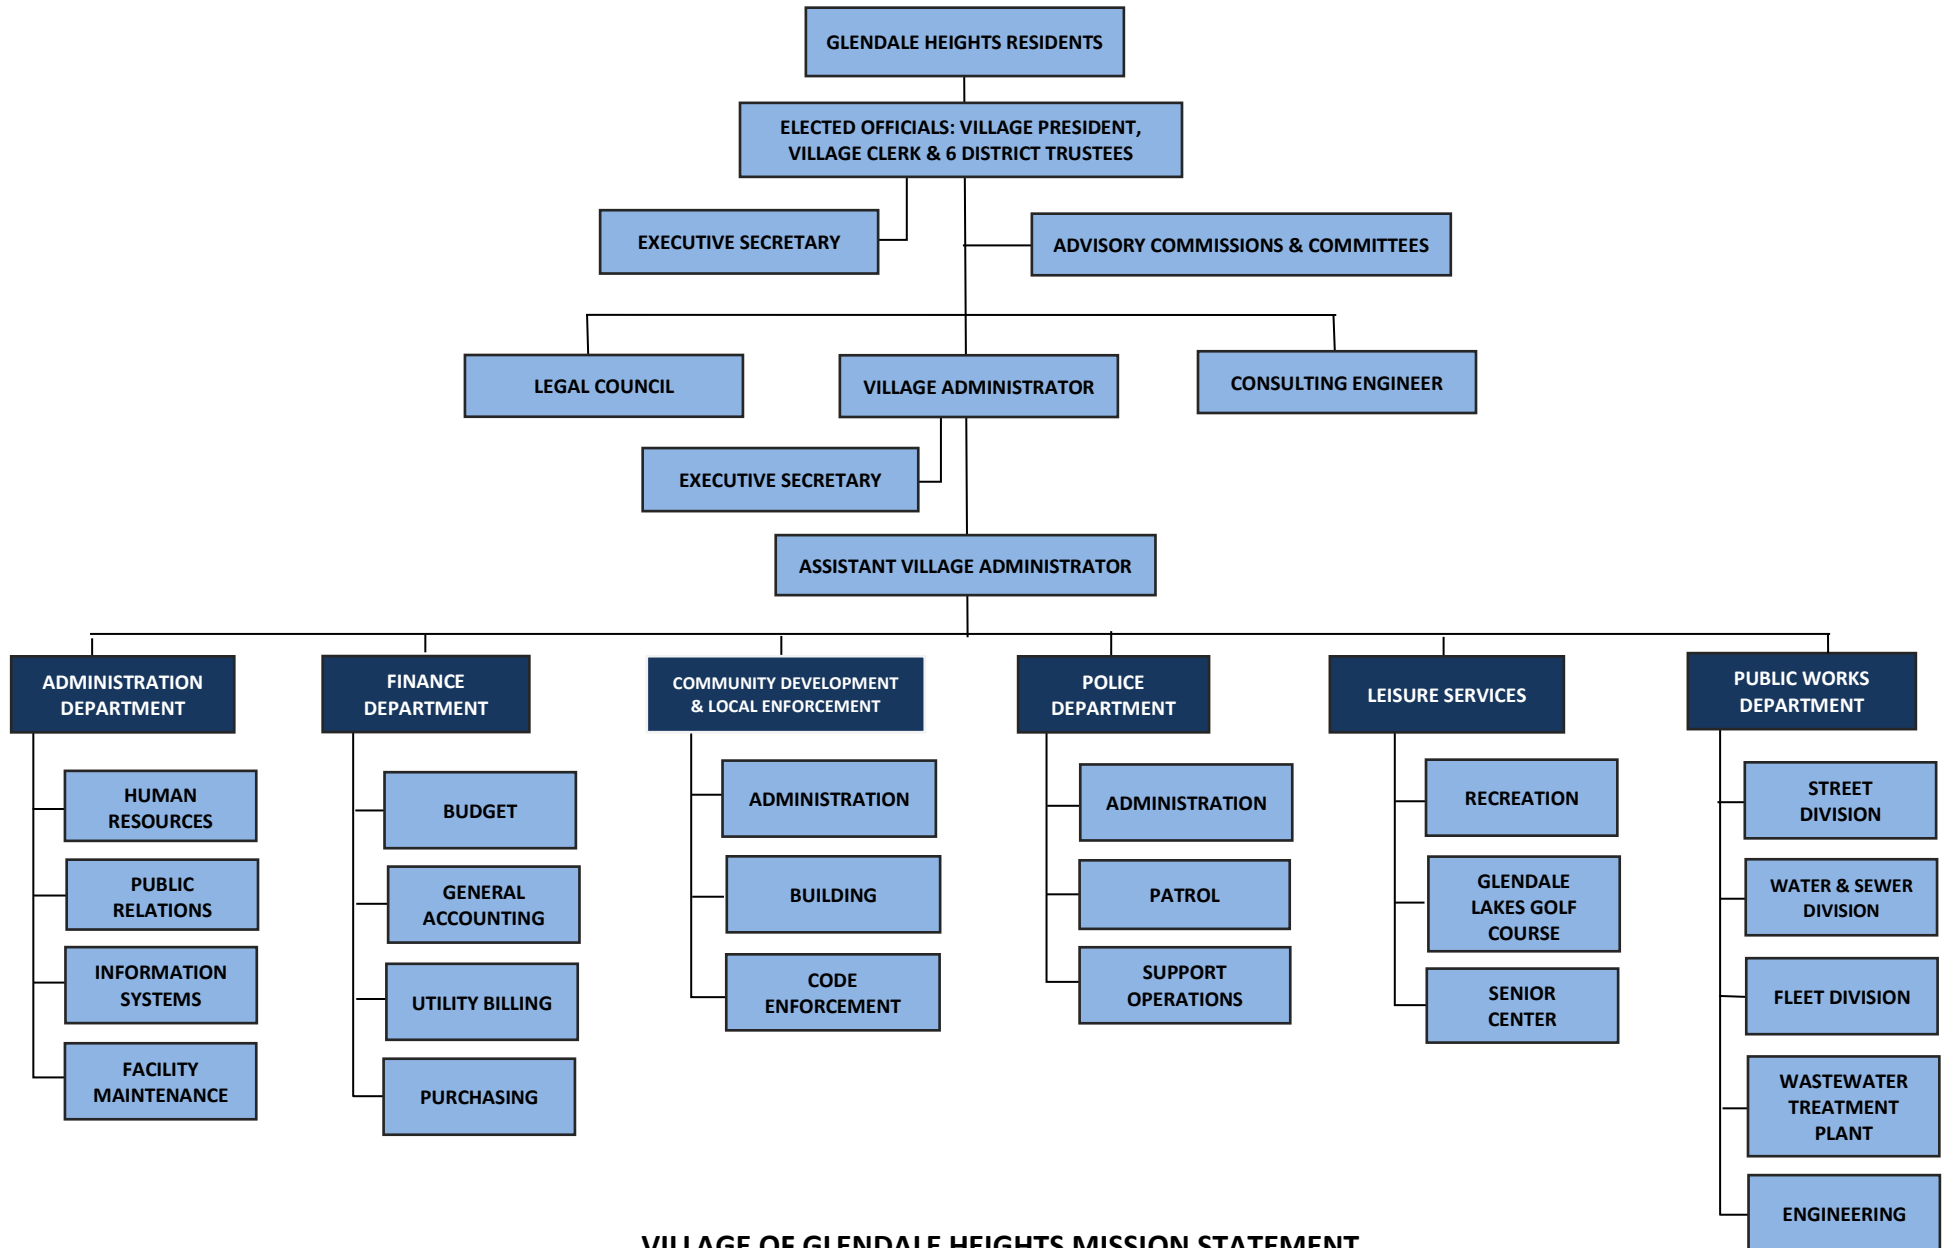 GLENDALE HEIGHTS RESIDENTS
ELECTED OFFICIALS: VILLAGE PRESIDENT,
VILLAGE CLERK & 6 DISTRICT TRUSTEES
EXECUTIVE SECRETARY
ADVISORY COMMISSIONS & COMMITTEES
LEGAL COUNCIL
VILLAGE ADMINISTRATOR
CONSULTING ENGINEER
EXECUTIVE SECRETARY
ASSISTANT VILLAGE ADMINISTRATOR
ADMINISTRATION
DEPARTMENT
HUMAN
RESOURCES
PUBLIC
RELATIONS
INFORMATION
SYSTEMS
FACILITY
MAINTENANCE
FINANCE
DEPARTMENT
BUDGET
GENERAL
ACCOUNTING
UTILITY BILLING
PURCHASING
COMMUNITY DEVELOPMENT
& LOCAL ENFORCEMENT
ADMINISTRATION
BUILDING
CODE
ENFORCEMENT
POLICE
DEPARTMENT
ADMINISTRATION
PATROL
SUPPORT
OPERATIONS
LEISURE SERVICES
RECREATION
GLENDALE
LAKES GOLF
COURSE
SENIOR
CENTER
PUBLIC WORKS
DEPARTMENT
STREET
DIVISION
WATER & SEWER
DIVISION
FLEET DIVISION
WASTEWATER
TREATMENT
PLANT
ENGINEERING
VILLAGE OF GLENDALE HEIGHTS MISSION STATEMENT